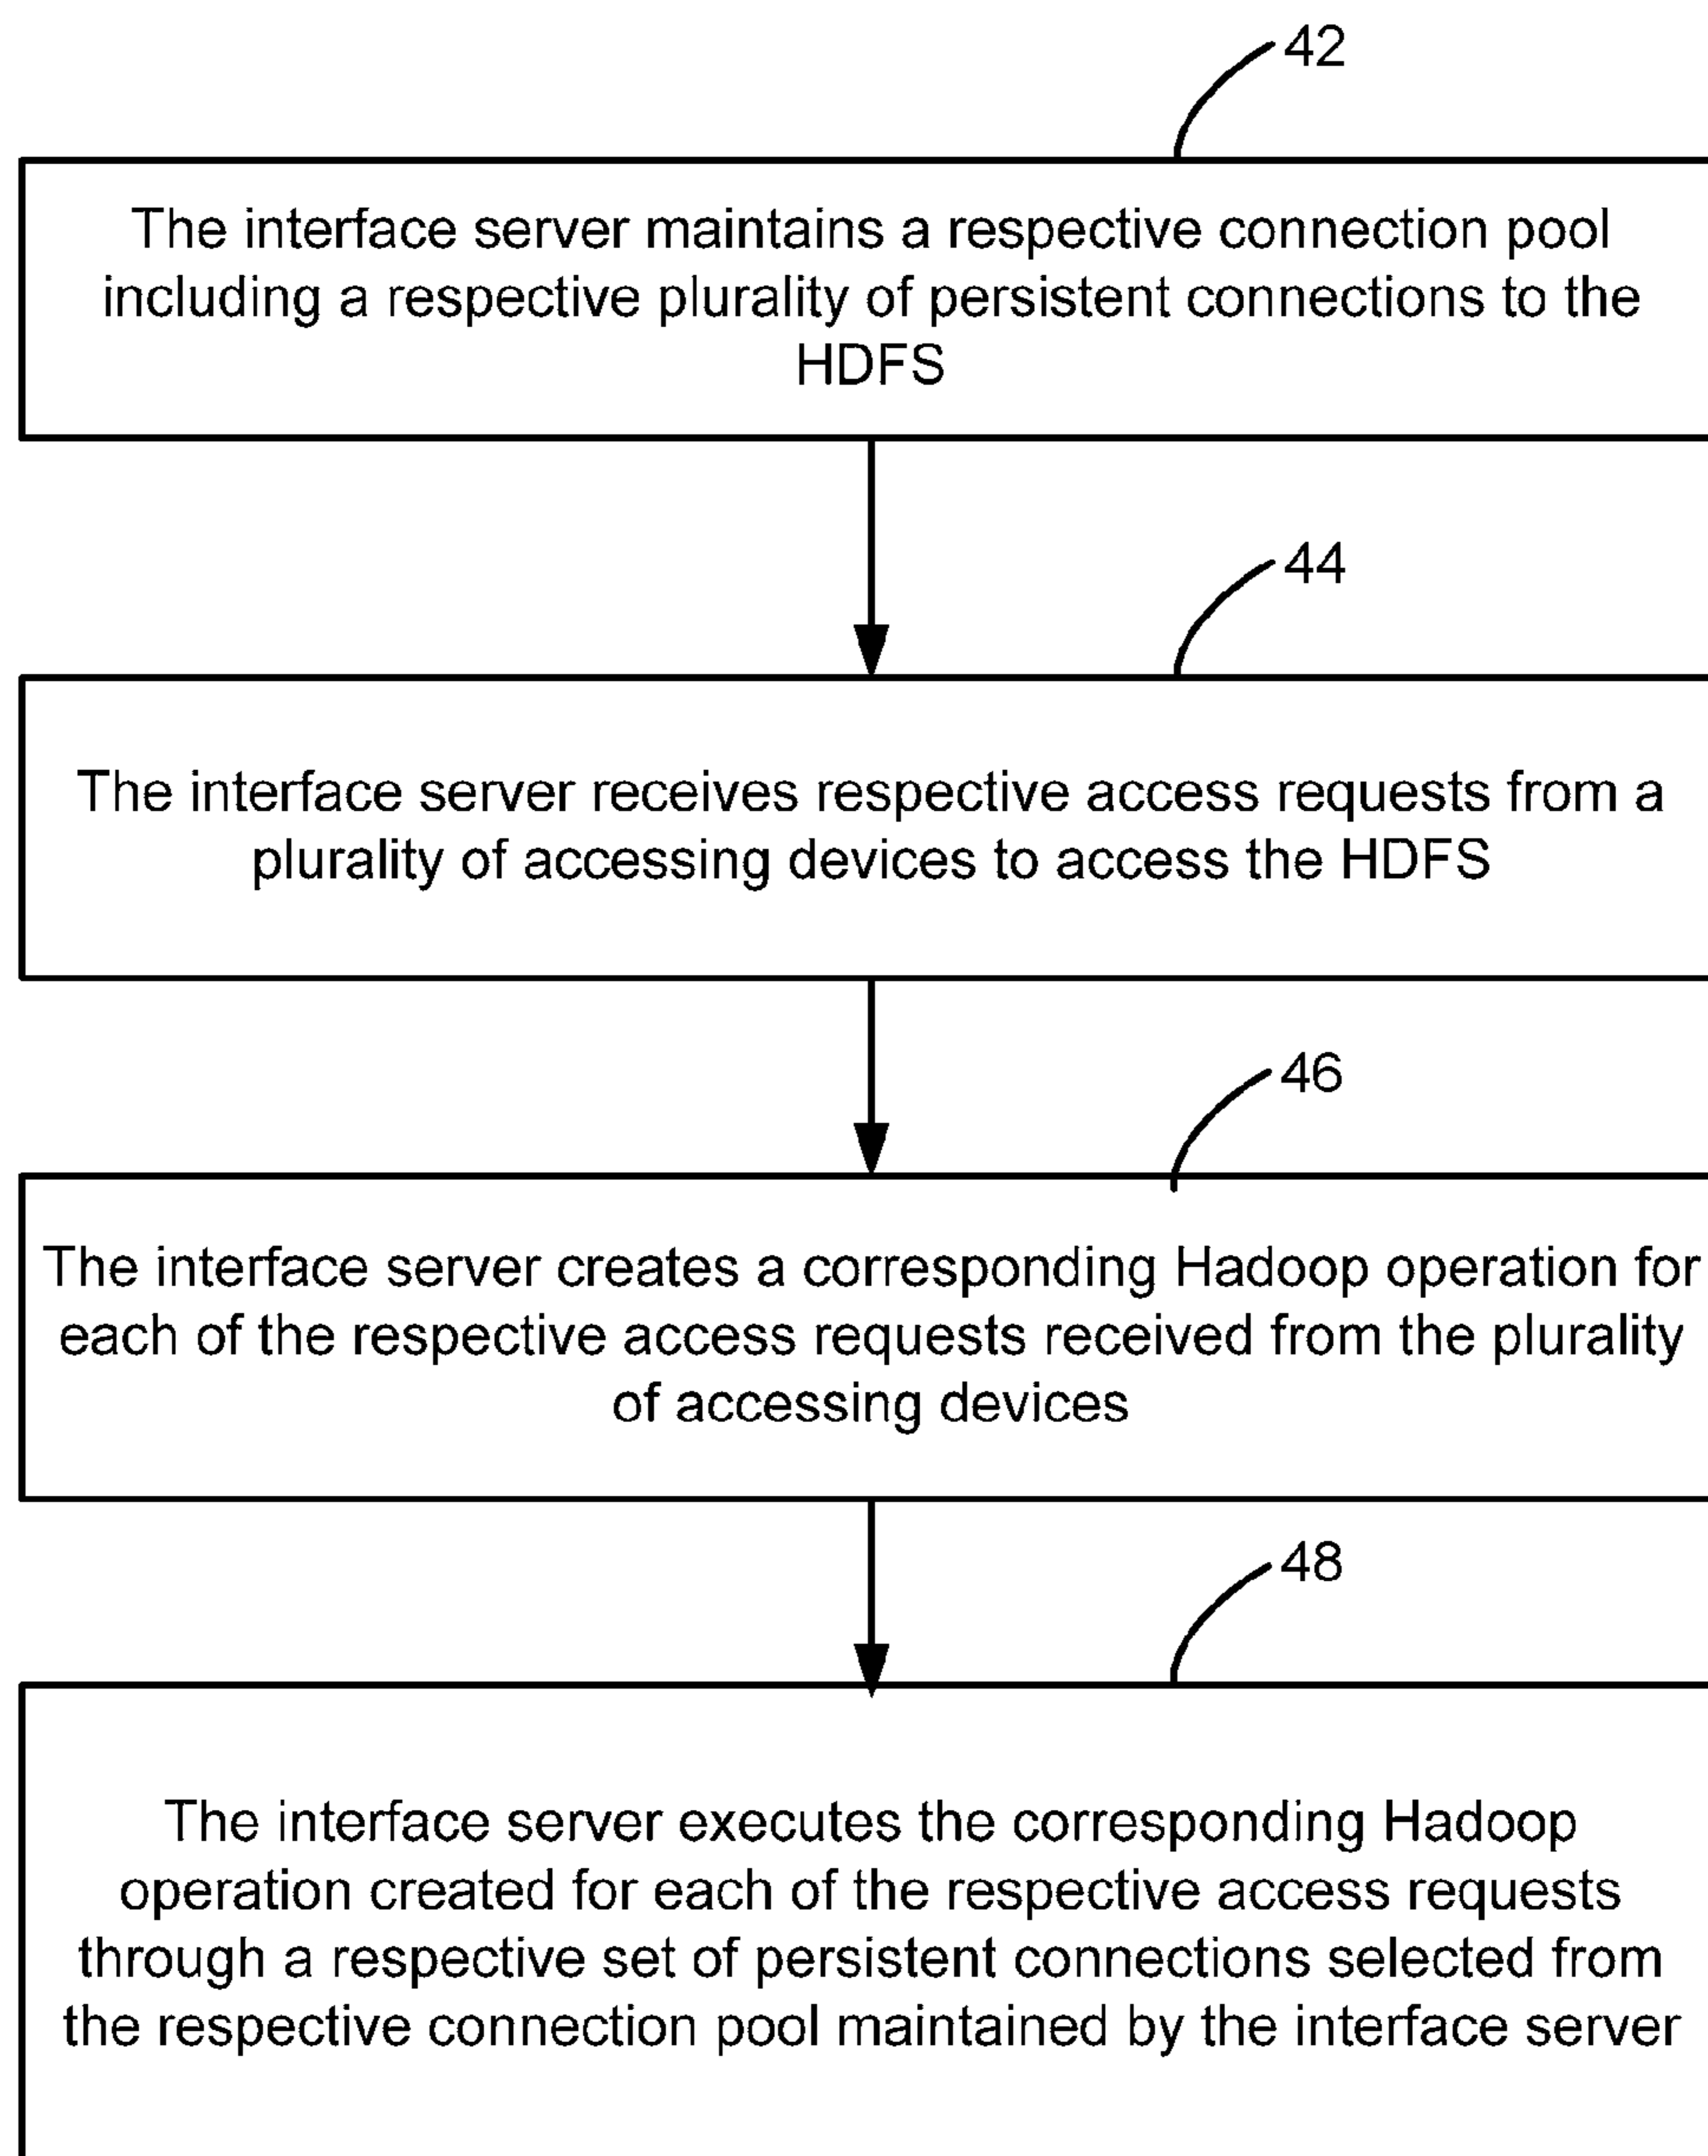 42
The interface server maintains a respective connection pool
including a respective plurality of persistent connections to the
HDFS
44
The interface server receives respective access requests from a
plurality of accessing devices to access the HDFS
46
The interface server creates a corresponding Hadoop operation for
each of the respective access requests received from the plurality
of accessing devices
48
The interface server executes the corresponding Hadoop
operation created for each of the respective access requests
through a respective set of persistent connections selected from
the respective connection pool maintained by the interface server